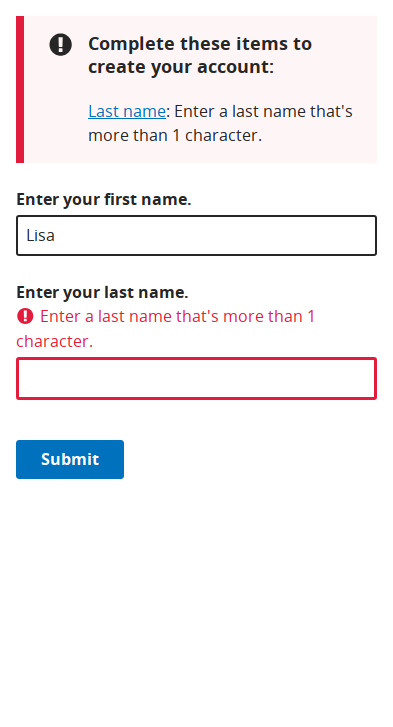 Complete these items to
create your account:
Last name: Enter a last name that's
more than 1 character.
Enter your first name.
Lisa
Enter your last name.
Enter a last name that's more than 1
character.
Submit